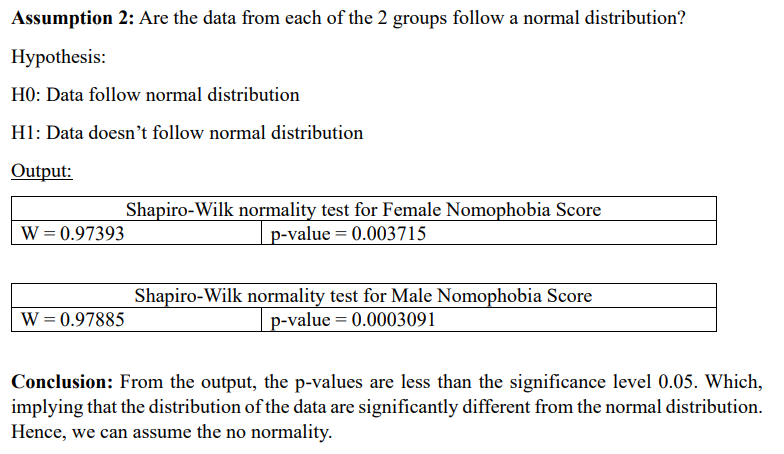 Assumption 2: Are the data from each of the 2 groups follow a normal distribution?
Hypothesis:
H0: Data follow normal distribution
H1: Data doesn’t follow normal distribution
Output:
Shapiro-Wilk normality test for Female Nomophobia Score
W = 0.97393 p-value = 0.003715
Shapiro-Wilk normality test for Male Nomophobia Score
W = 0.97885 p-value = 0.0003091
Conclusion: From the output, the p-values are less than the significance level 0.05. Which,
implying that the distribution of the data are significantly different from the normal distribution.
Hence, we can assume the no normality.